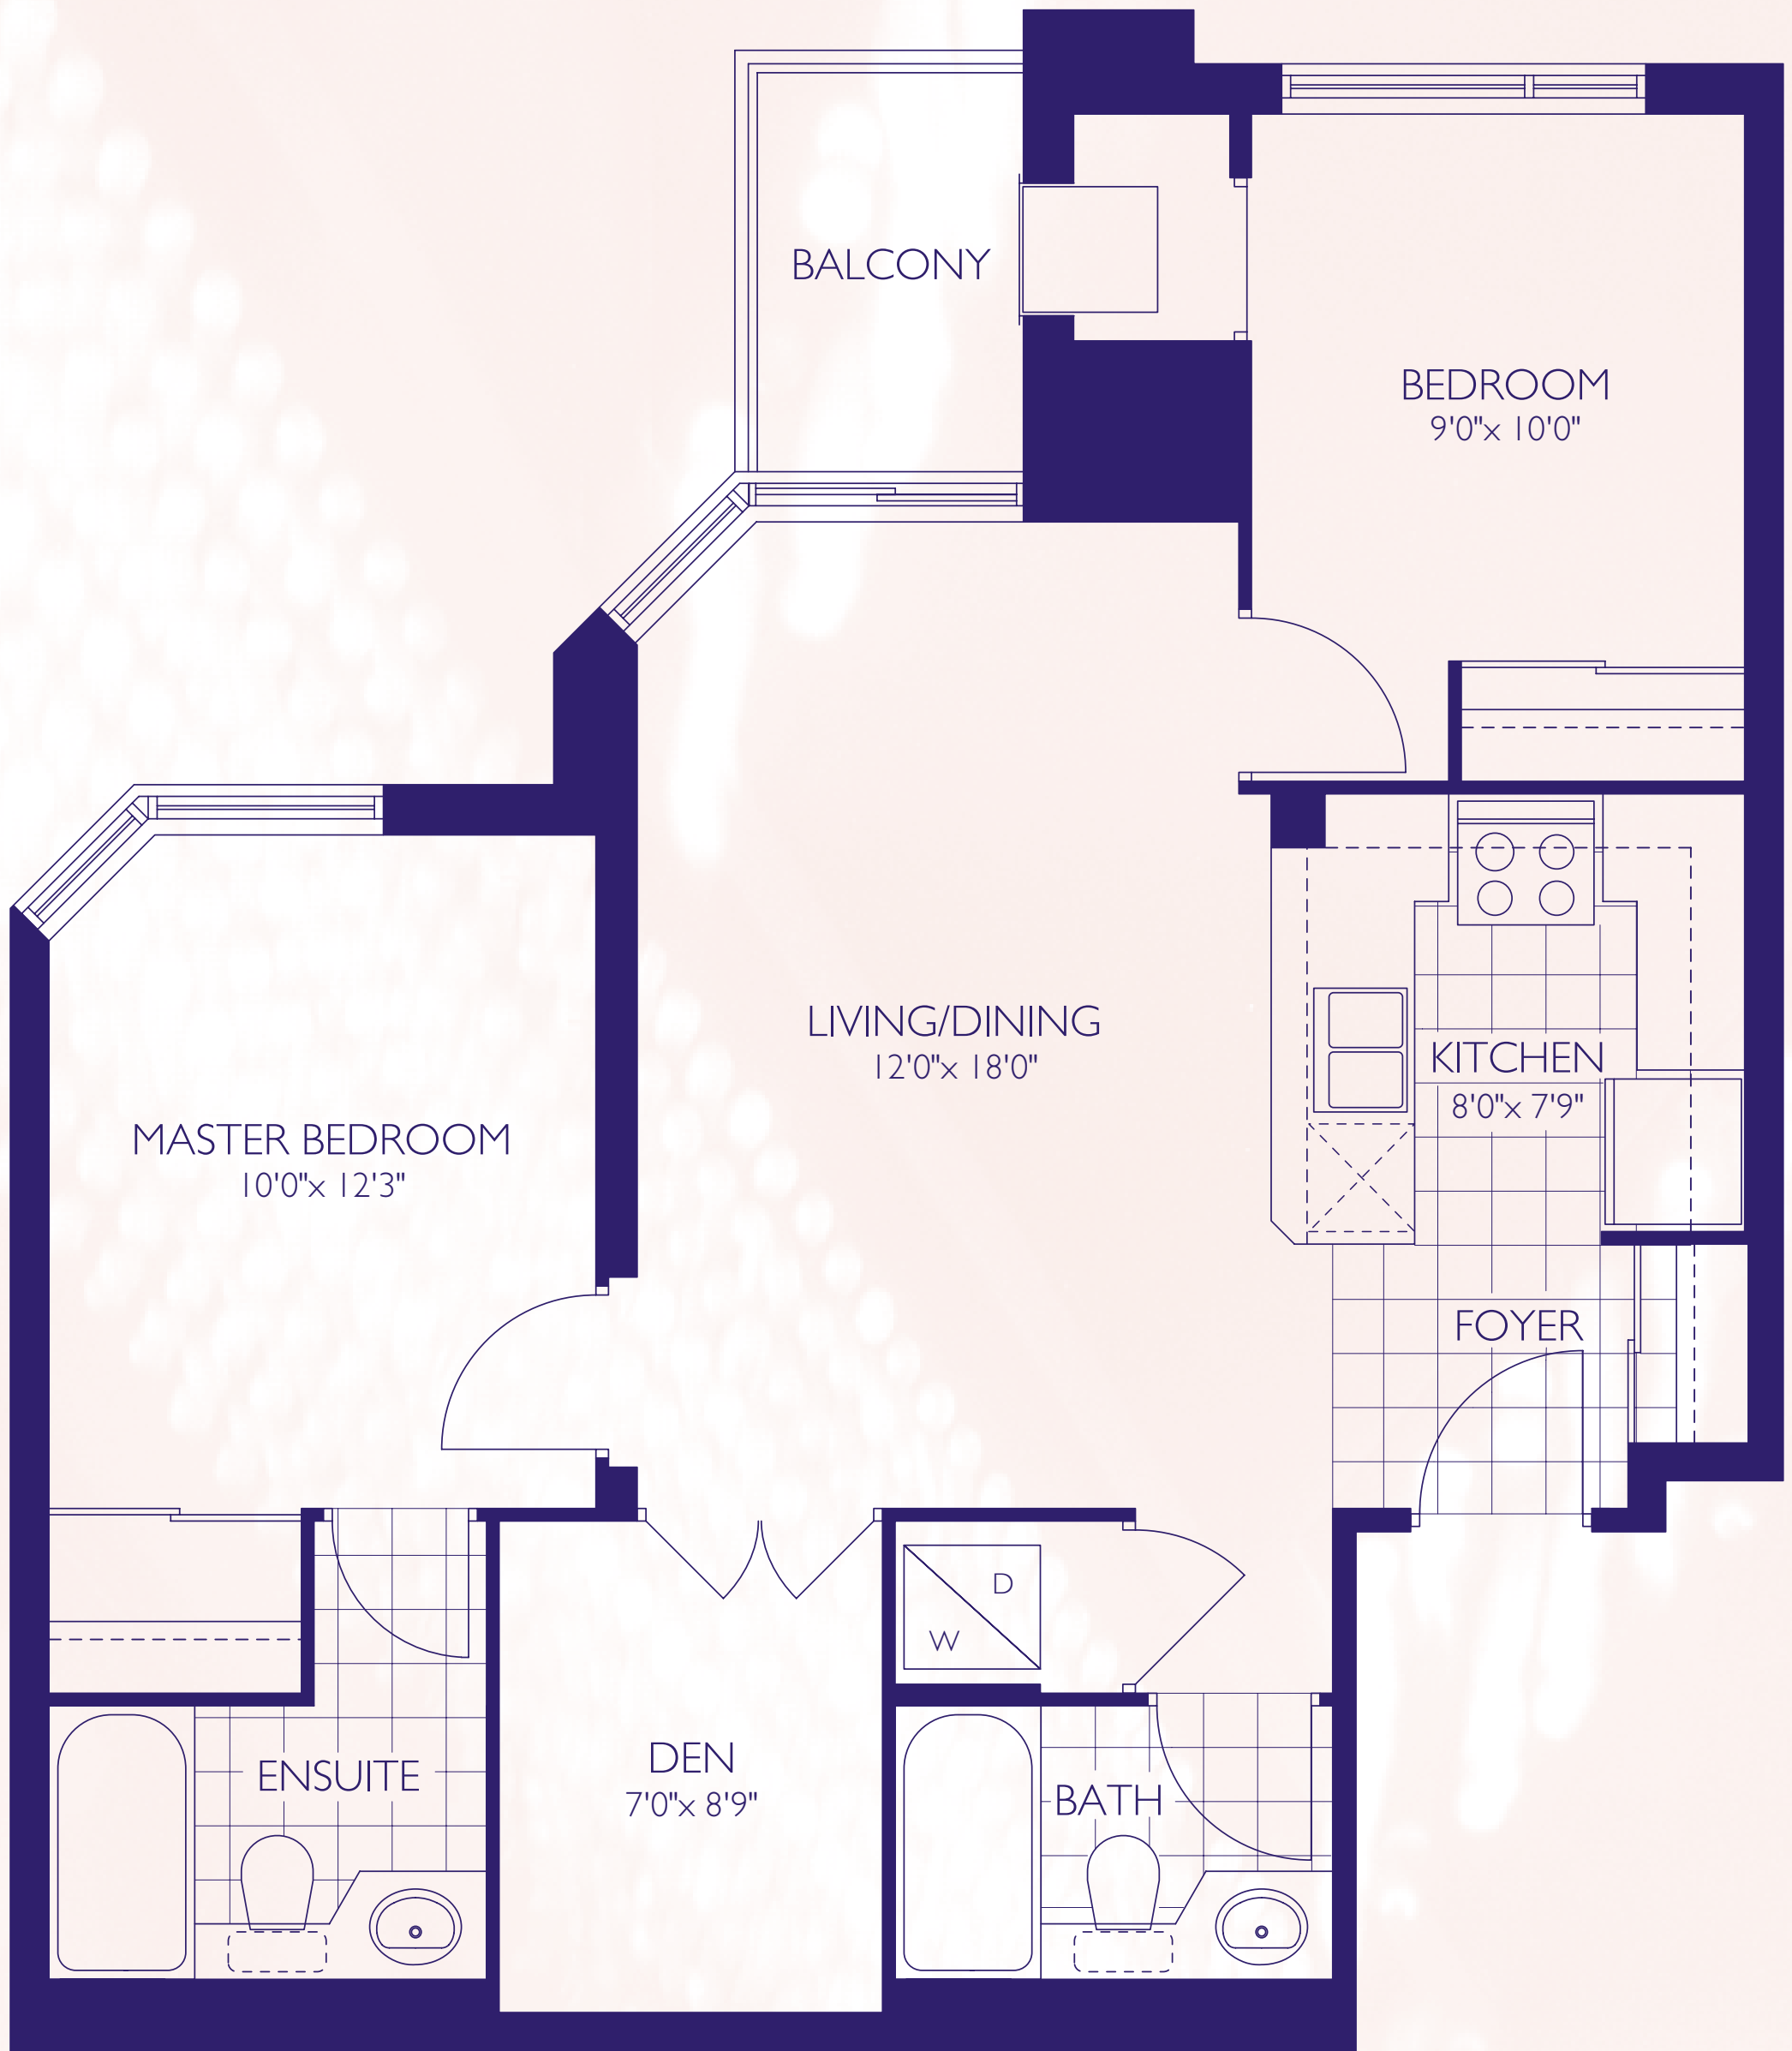 BALCONY
BEDROOM
9'0"x 10'0"
LIVING/DINING
12'0"x 18'0"
KITCHEN
8'0"x 7'9"
MASTER BEDROOM
10'0"x 12'3"
FOYER
D
W
ENSUITE
DEN
7'0"x 8'9"
BATH